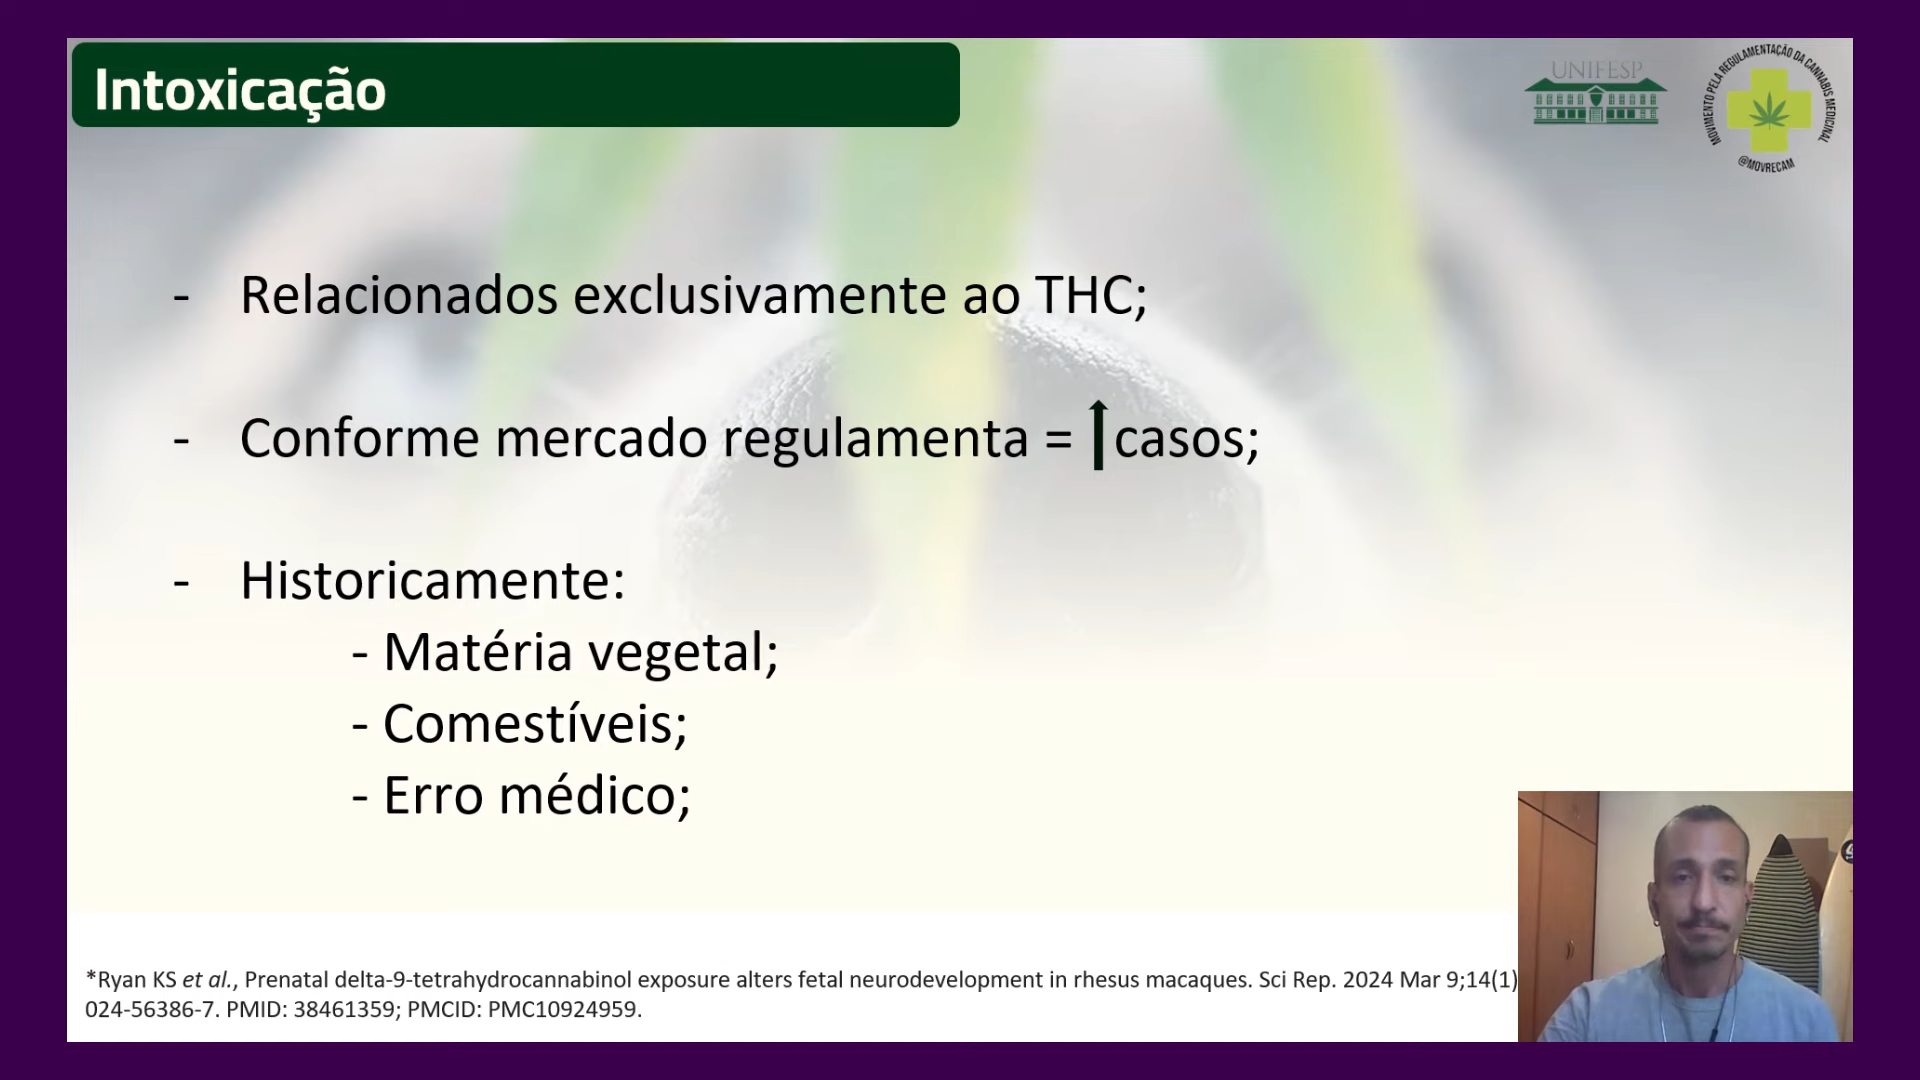 Intoxicação
UNIFESP
MOVIMENTO PELA REGULAMENTAÇÃO DA CANNABIS MEDICINAL
@MOVRECAM
- Relacionados exclusivamente ao THC;
- Conforme mercado regulamenta = casos;
- Historicamente:
- Matéria vegetal;
- Comestíveis;
- Erro médico;
*Ryan KS et al., Prenatal delta-9-tetrahydrocannabinol exposure alters fetal neurodevelopment in rhesus macaques. Sci Rep. 2024 Mar 9;14(1)
024-56386-7. PMID: 38461359; PMCID: PMC10924959.